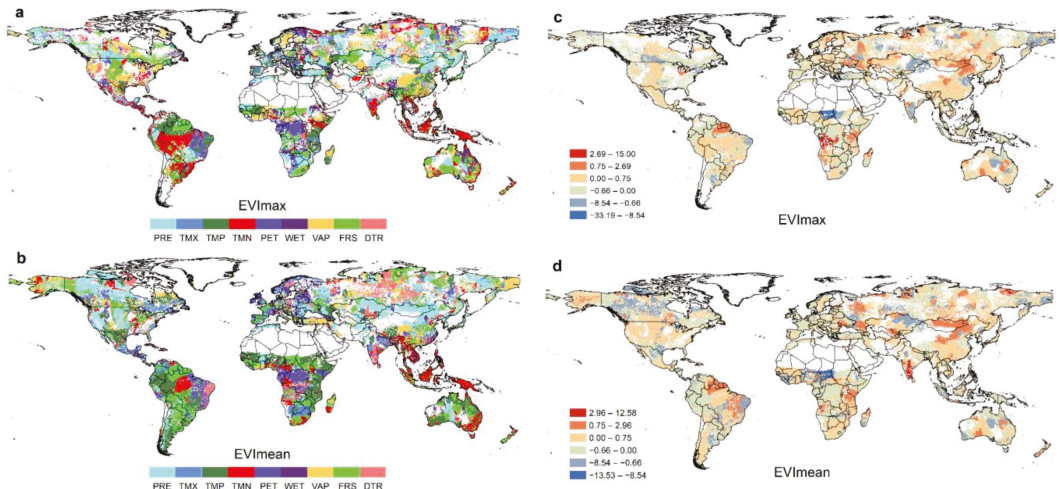 a
EVImax
PRE TMX TMP TMN PET WET VAP FRS DTR
b
EVImean
PRE TMX TMP TMN PET WET VAP FRS DTR
c
2.69 – 15.00
0.75 – 2.69
0.00 – 0.75
−0.66 – 0.00
−8.54 – −0.66
−33.19 – −8.54
EVImax
d
2.96 – 12.58
0.75 – 2.96
0.00 – 0.75
−0.66 – 0.00
−8.54 – −0.66
−13.53 – −8.54
EVImean